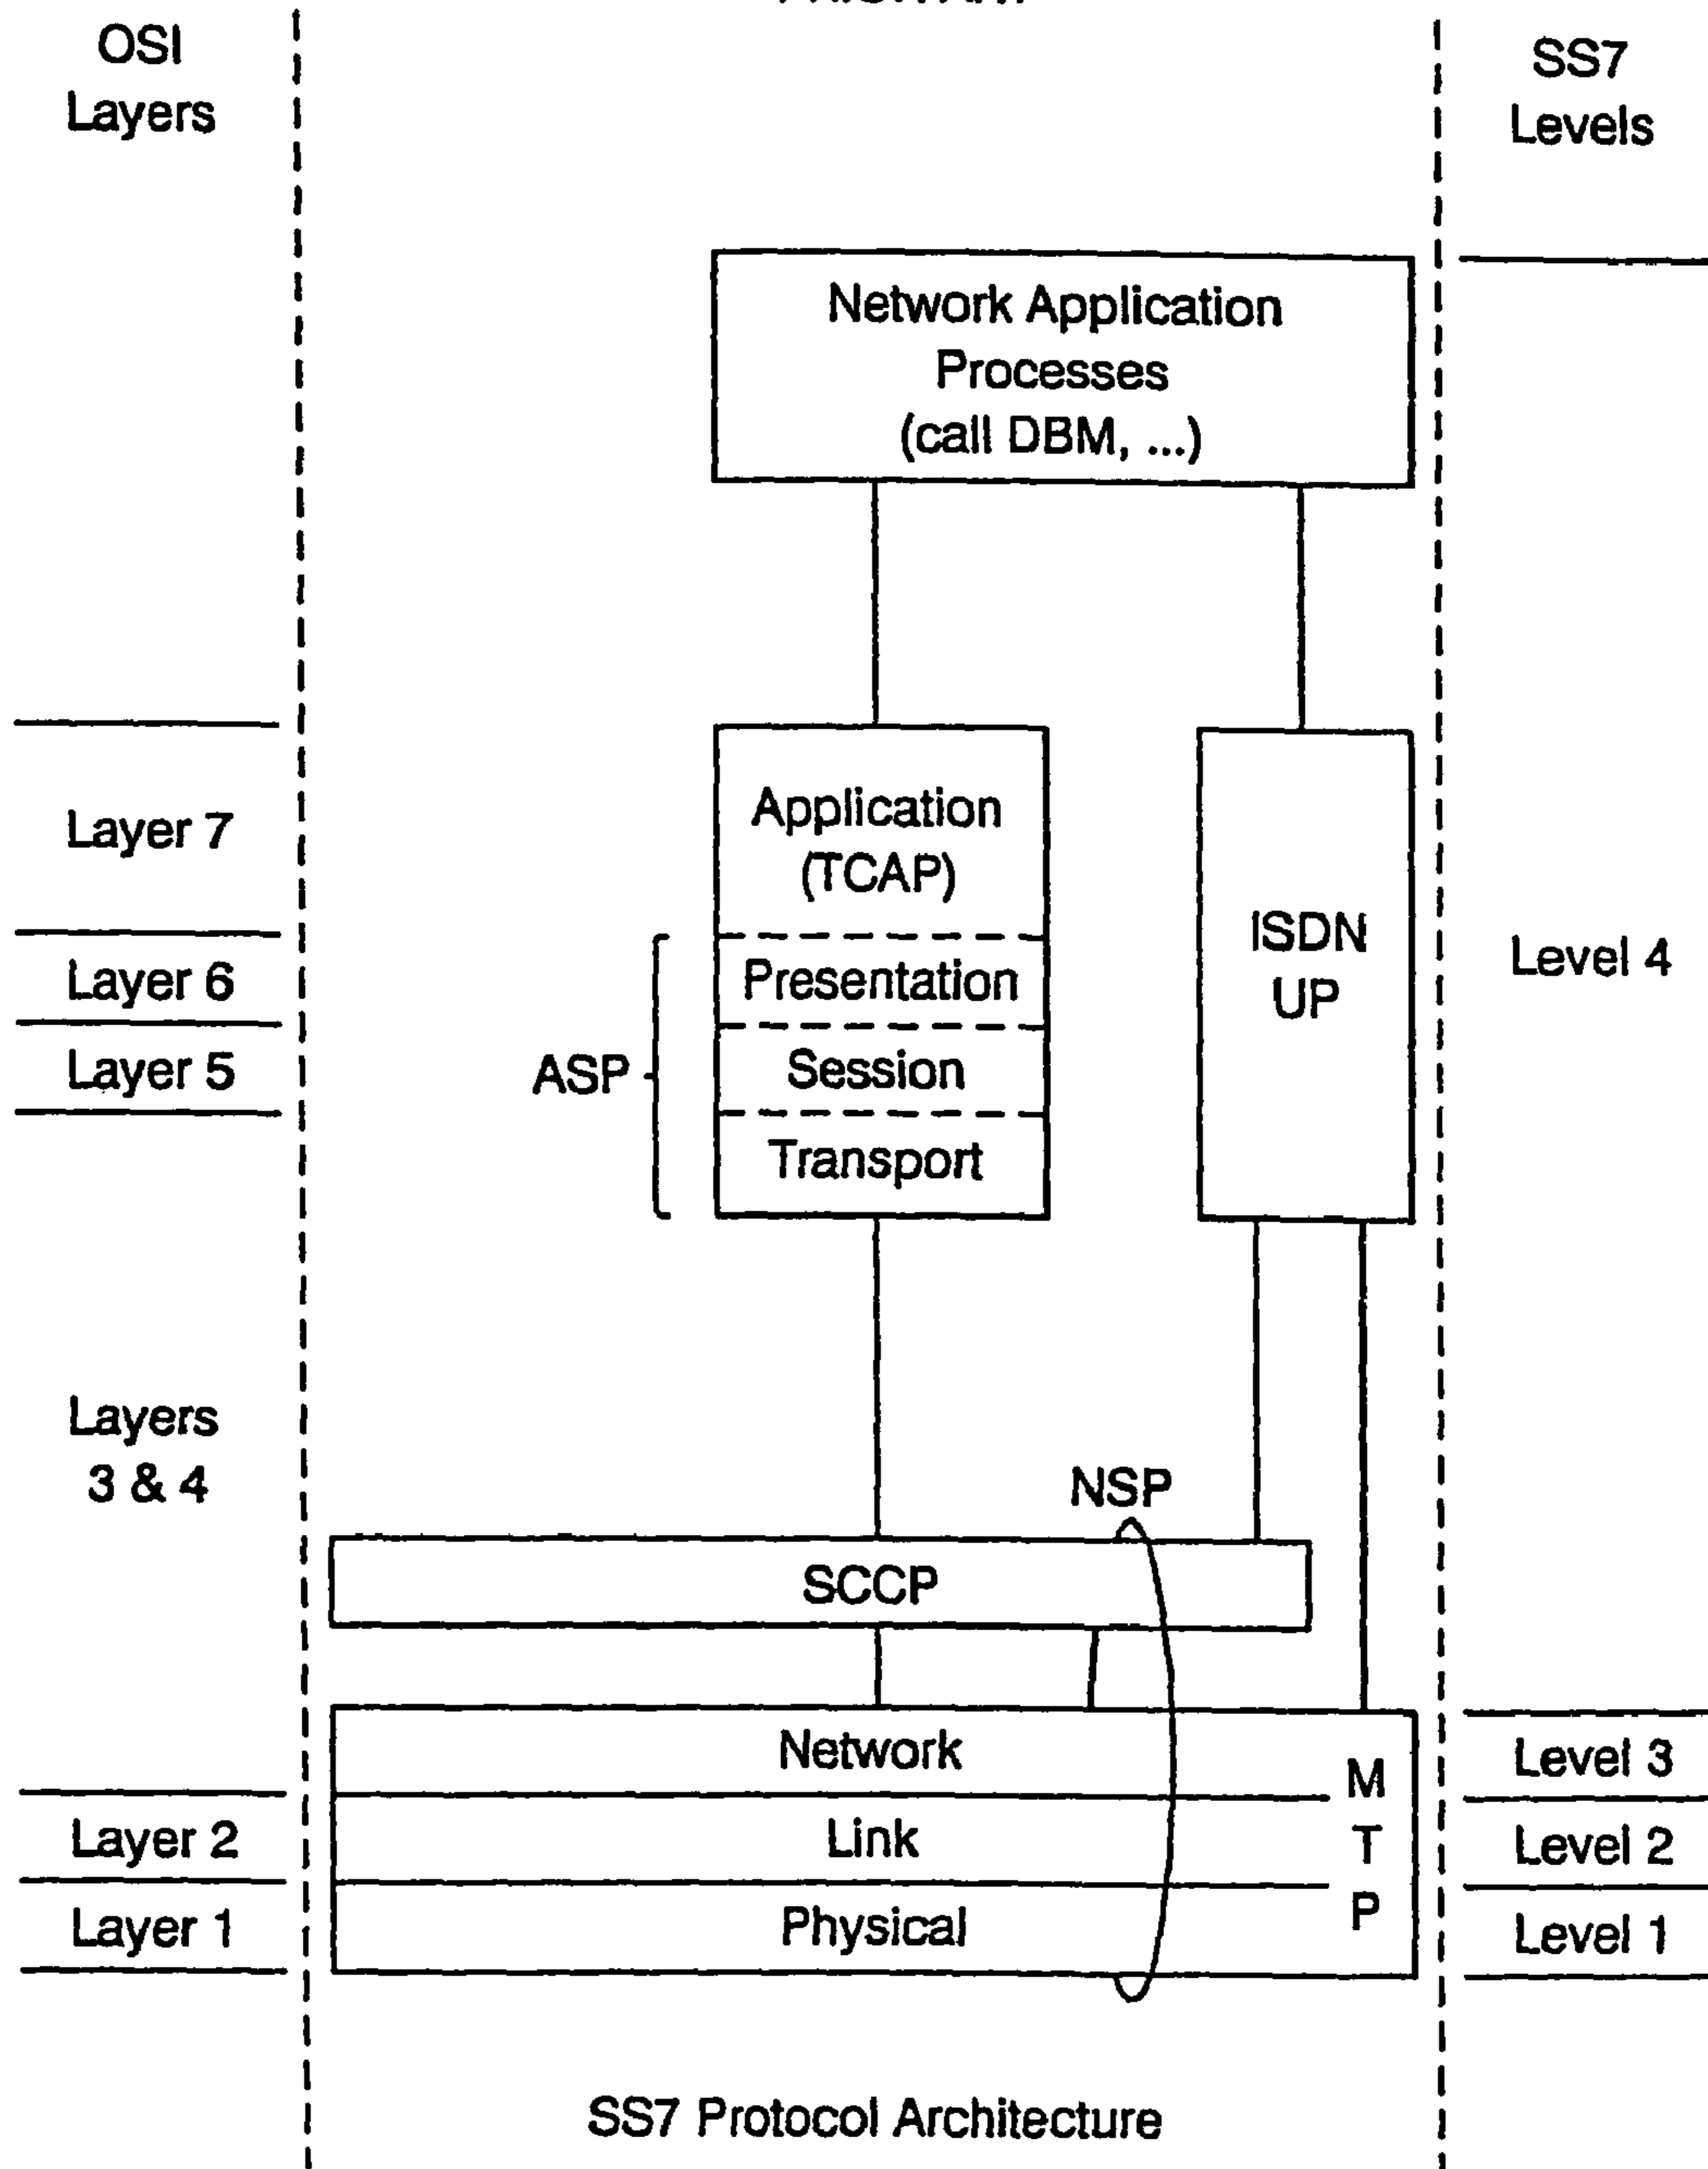 OSI
Layers
SS7
Levels
Network Application
Processes
(call DBM, ...)
Layer 7
Application
(TCAP)
ISDN
UP
Level 4
Layer 6
Presentation
Layer 5
ASP
Session
Transport
Layers
3 & 4
NSP
SCCP
Network
M
T
P
Level 3
Layer 2
Link
Level 2
Layer 1
Physical
Level 1
SS7 Protocol Architecture